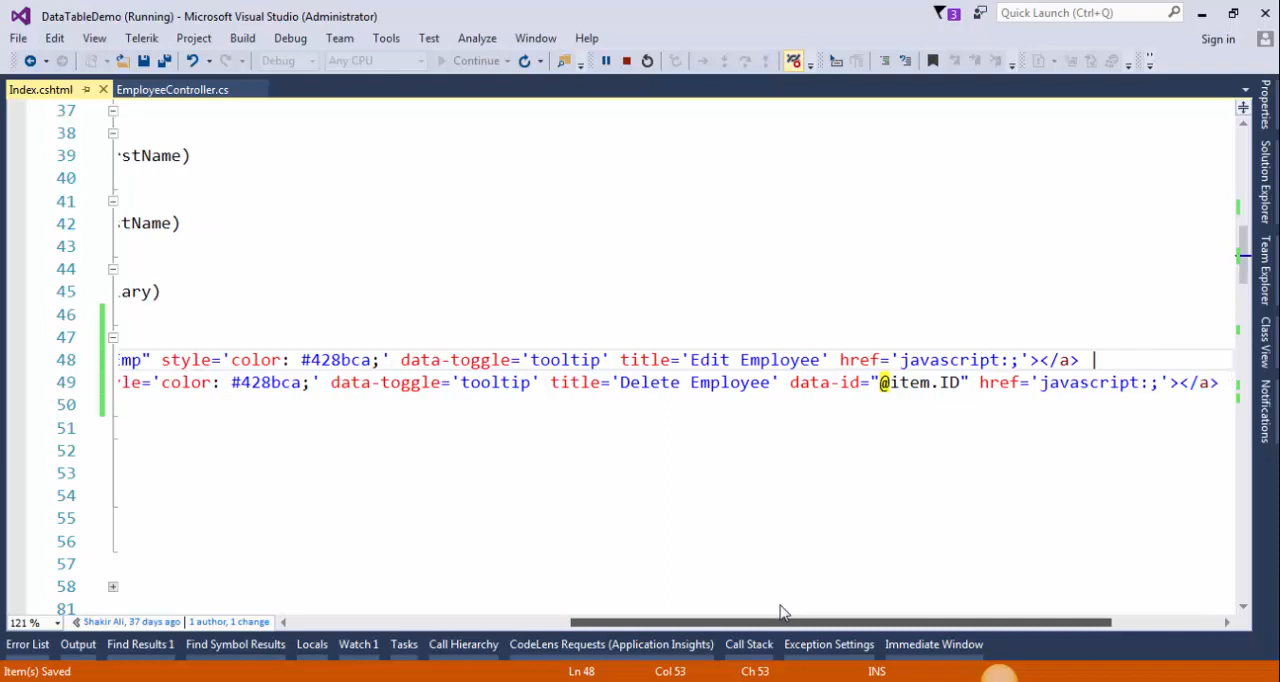 DataTableDemo (Running) - Microsoft Visual Studio (Administrator)
3
Quick Launch (Ctrl+Q)
File Edit View Telerik Project Build Debug Team Tools Test Analyze Window Help
Sign in
Debug Any CPU Continue
Index.cshtml EmployeeController.cs
37
38
39 rstName)
40
41
42 tName)
43
44
45 ary)
46
47
48 mp" style='color: #428bca;' data-toggle='tooltip' title='Edit Employee' href='javascript:;'></a>
49 yle='color: #428bca;' data-toggle='tooltip' title='Delete Employee' data-id="@item.ID" href='javascript:;'></a>
50
51
52
53
54
55
56
57
58
81
Properties
Solution Explorer
Team Explorer
Class View
Notifications
121 % Shakir Ali, 37 days ago | 1 author, 1 change
Error List Output Find Results 1 Find Symbol Results Locals Watch 1 Tasks Call Hierarchy CodeLens Requests (Application Insights) Call Stack Exception Settings Immediate Window
Item(s) Saved Ln 48 Col 53 Ch 53 INS